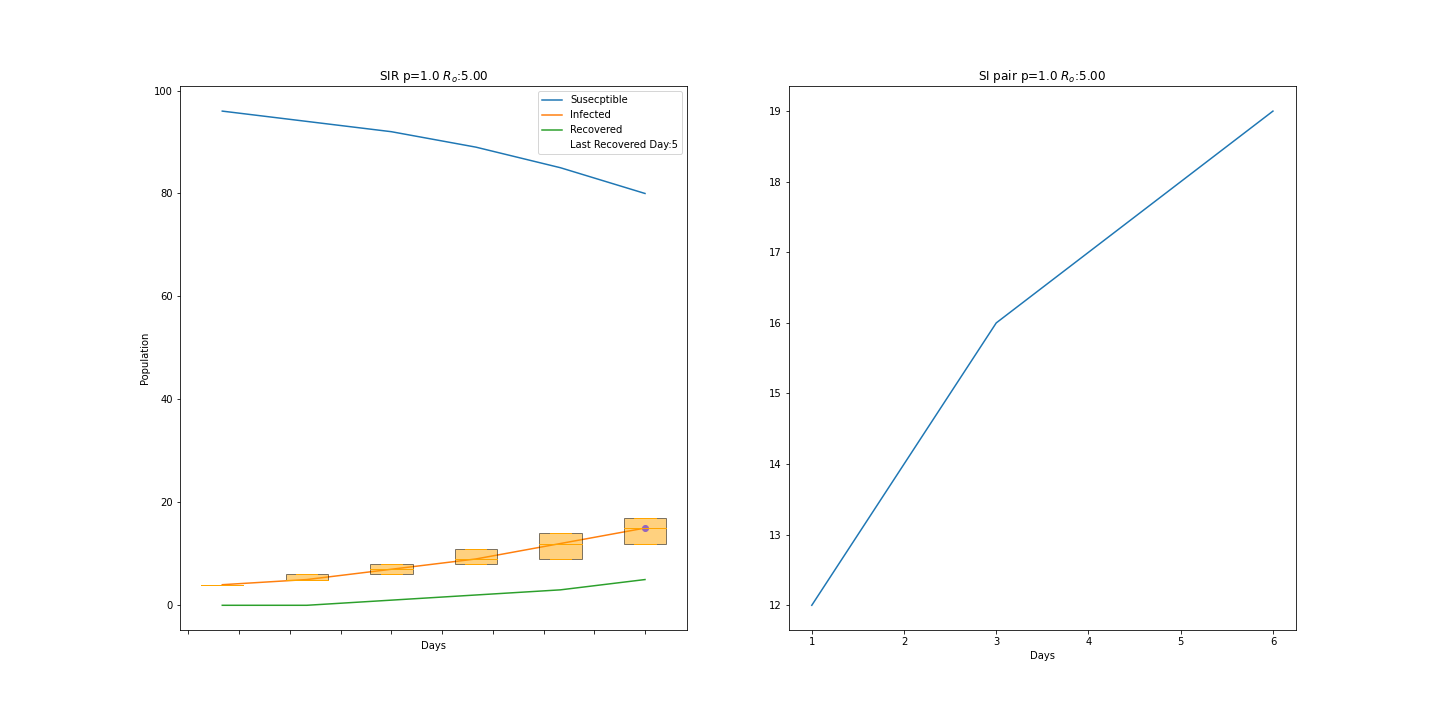 SIR p=1.0 Rₒ:5.00
100
80
60
40
20
0
Population
Days
Susecptible
Infected
Recovered
Last Recovered Day:5
SI pair p=1.0 Rₒ:5.00
19
18
17
16
15
14
13
12
1 2 3 4 5 6
Days